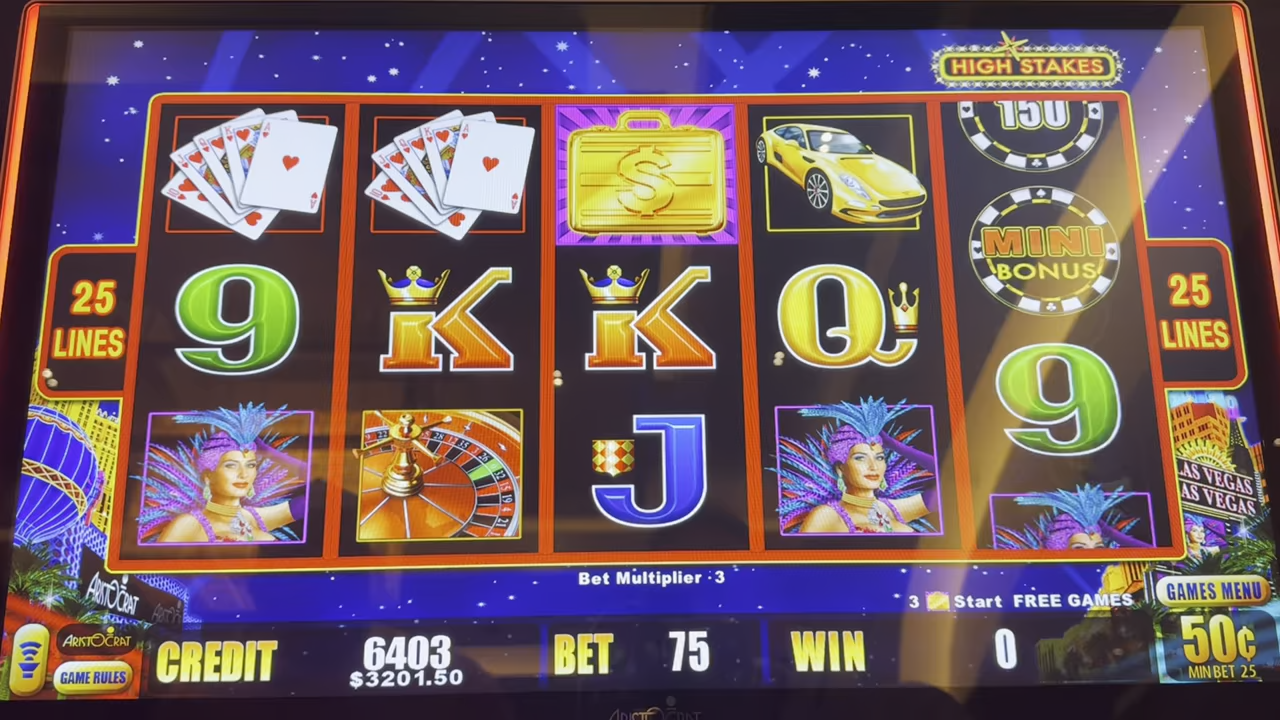 HIGH STAKES
150
MINI
BONUS
9
K
K
Q
25
LINES
25
LINES
J
9
LAS VEGAS
LAS VEGAS
Bet Multiplier · 3
3 Start FREE GAMES
GAMES MENU
ARISTOCRAT
ARISTOCRAT
GAME RULES
CREDIT
6403
$3201.50
BET
75
WIN
0
50¢
MIN BET 25
ARISTOCRAT